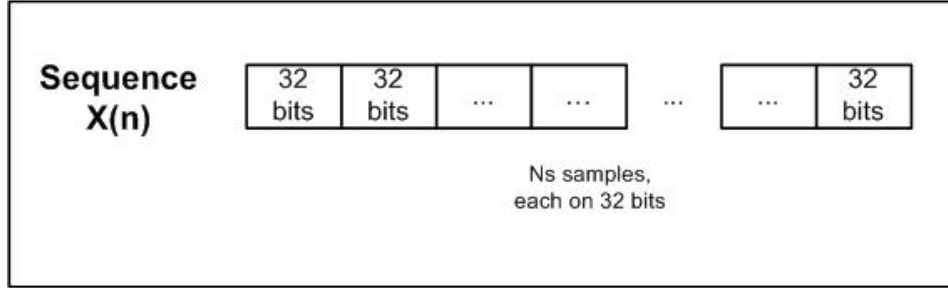 Sequence
X(n)
32
bits
32
bits
...
...
...
...
32
bits
Ns samples,
each on 32 bits